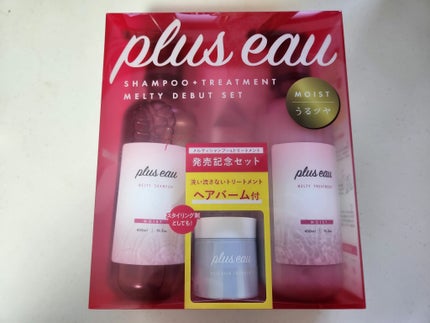 plus eau
SHAMPOO+TREATMENT
MELTY DEBUT SET
MOIST
うるツヤ
メルティシャンプー&トリートメント
発売記念セット
洗い流さないトリートメント
ヘアバーム付
スタイリング剤
としても!
plus eau
MELTY SHAMPOO
MOIST
plus eau
plus eau
MELTY TREATMENT
MOIST